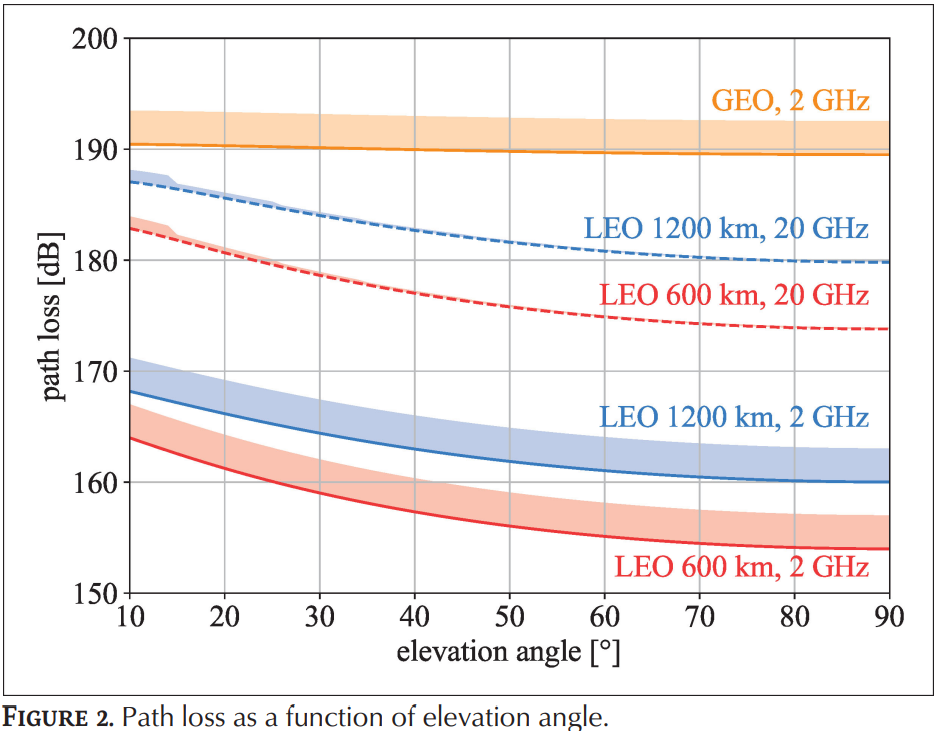 200
190
180
170
160
150
path loss [dB]
GEO, 2 GHz
LEO 1200 km, 20 GHz
LEO 600 km, 20 GHz
LEO 1200 km, 2 GHz
LEO 600 km, 2 GHz
10 20 30 40 50 60 70 80 90
elevation angle [°]
FIGURE 2. Path loss as a function of elevation angle.